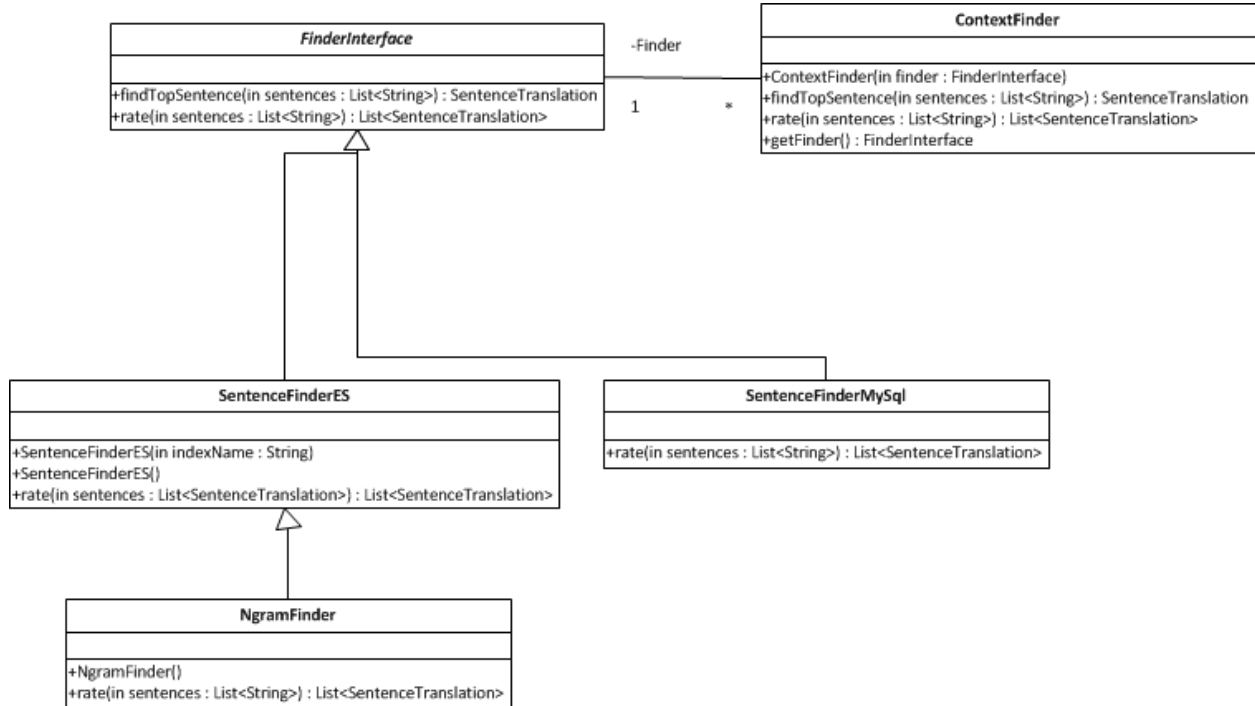 FinderInterface
+findTopSentence(in sentences : List<String>) : SentenceTranslation
+rate(in sentences : List<String>) : List<SentenceTranslation>
-Finder
1
*
ContextFinder
+ContextFinder(in finder : FinderInterface)
+findTopSentence(in sentences : List<String>) : SentenceTranslation
+rate(in sentences : List<String>) : List<SentenceTranslation>
+getFinder() : FinderInterface
SentenceFinderES
+SentenceFinderES(in indexName : String)
+SentenceFinderES()
+rate(in sentences : List<SentenceTranslation>) : List<SentenceTranslation>
SentenceFinderMySql
+rate(in sentences : List<String>) : List<SentenceTranslation>
NgramFinder
+NgramFinder()
+rate(in sentences : List<String>) : List<SentenceTranslation>